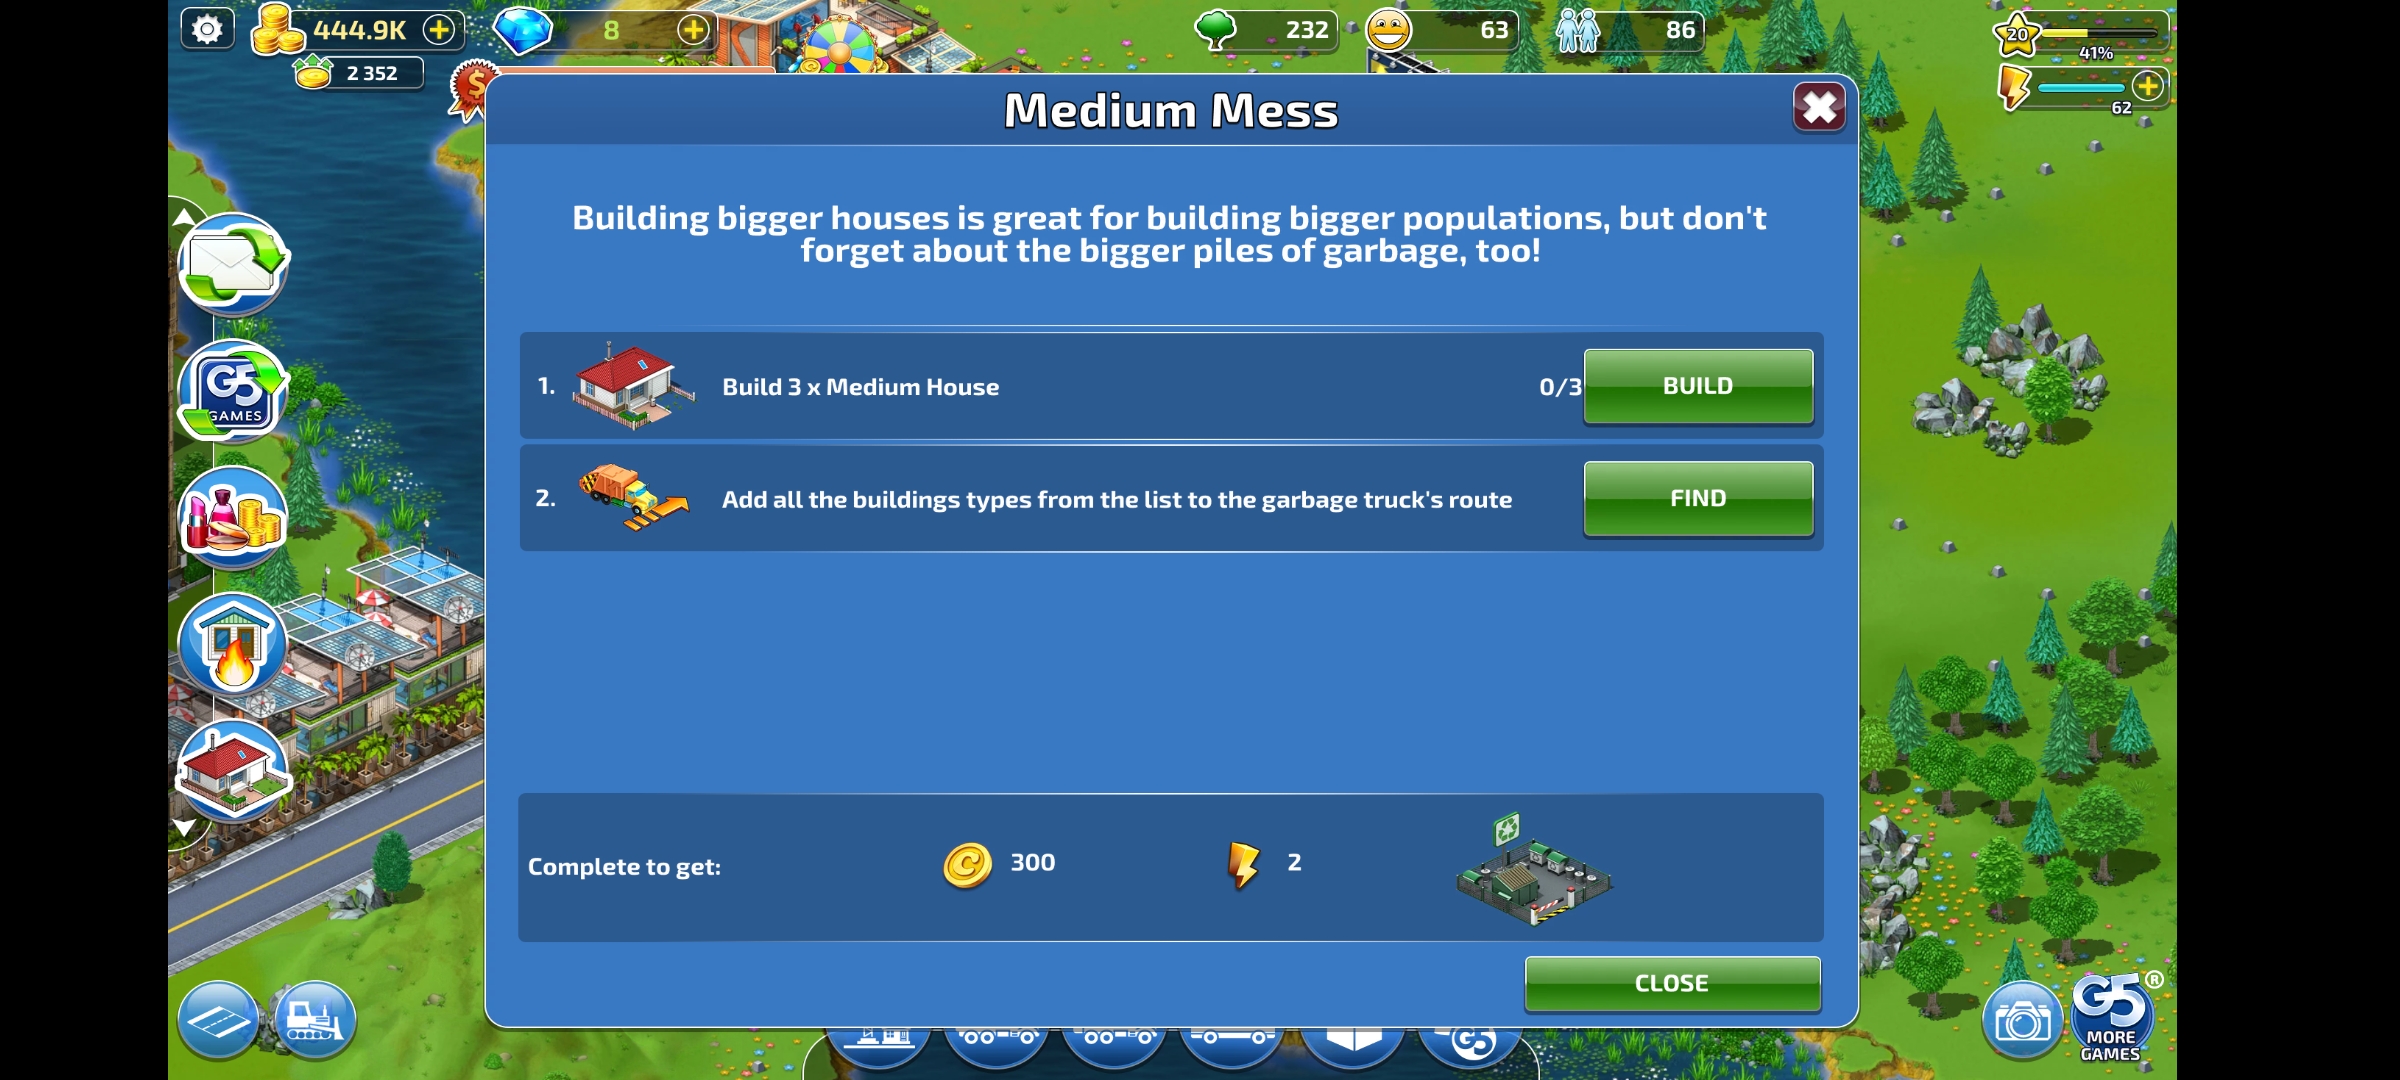 444.9K
8
232
63
86
20
41%
2 352
62
Medium Mess
Building bigger houses is great for building bigger populations, but don't
forget about the bigger piles of garbage, too!
1.
Build 3 x Medium House
0/3
BUILD
2.
Add all the buildings types from the list to the garbage truck's route
FIND
G5
GAMES
Complete to get:
300
2
CLOSE
G5
G5®
MORE
GAMES